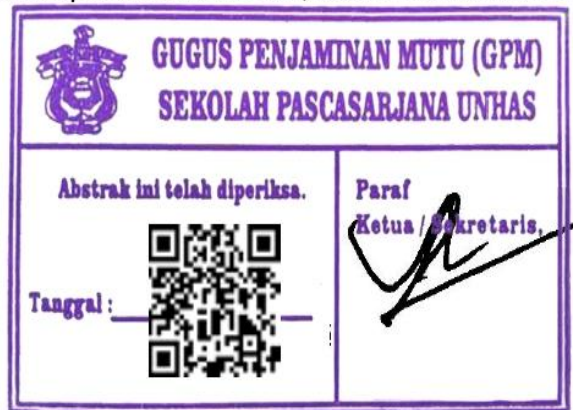 GUGUS PENJAMINAN MUTU (GPM)
SEKOLAH PASCASARJANA UNHAS
Abstrak ini telah diperiksa.
Tanggal :
Paraf
Ketua / Sekretaris,